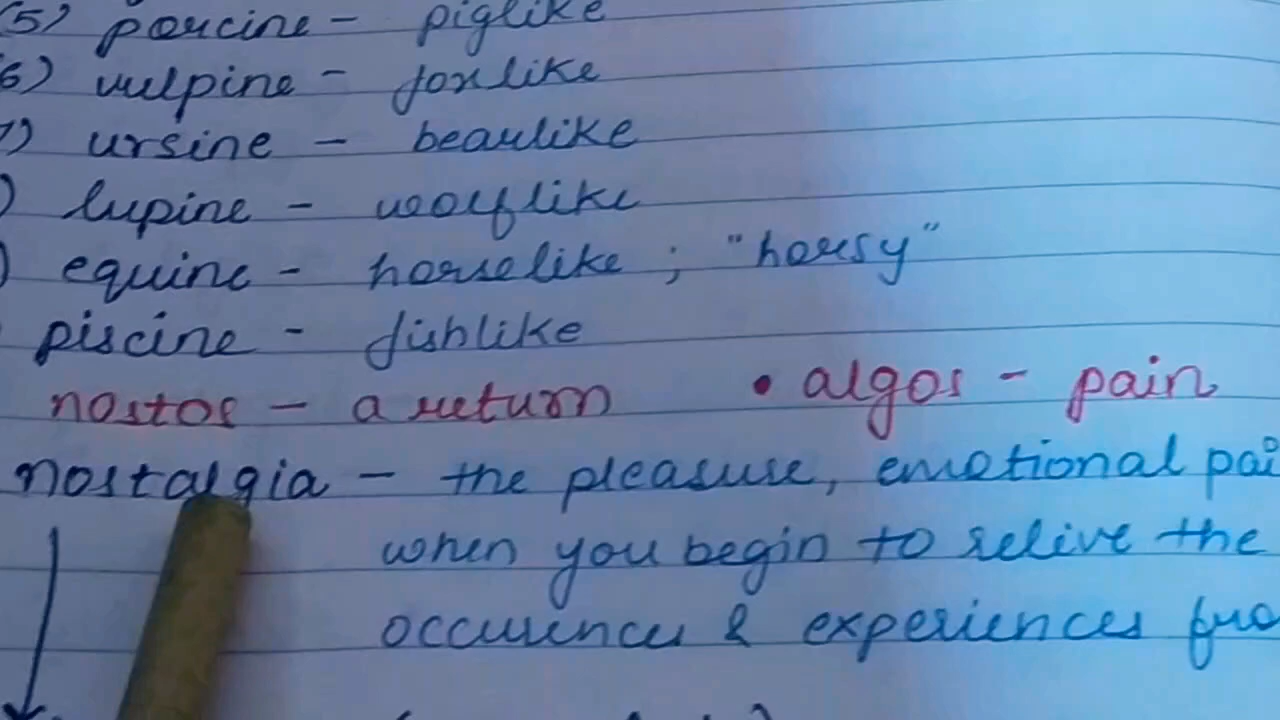 (5) porcine - piglike
6) vulpine - foxlike
7) ursine - bearlike
) lupine - wolflike
) equine - horselike ; "horsy"
piscine - fishlike
nostos - a return • algos - pain
nostalgia - the pleasure, emotional pai
when you begin to relive the
occurences & experiences fro